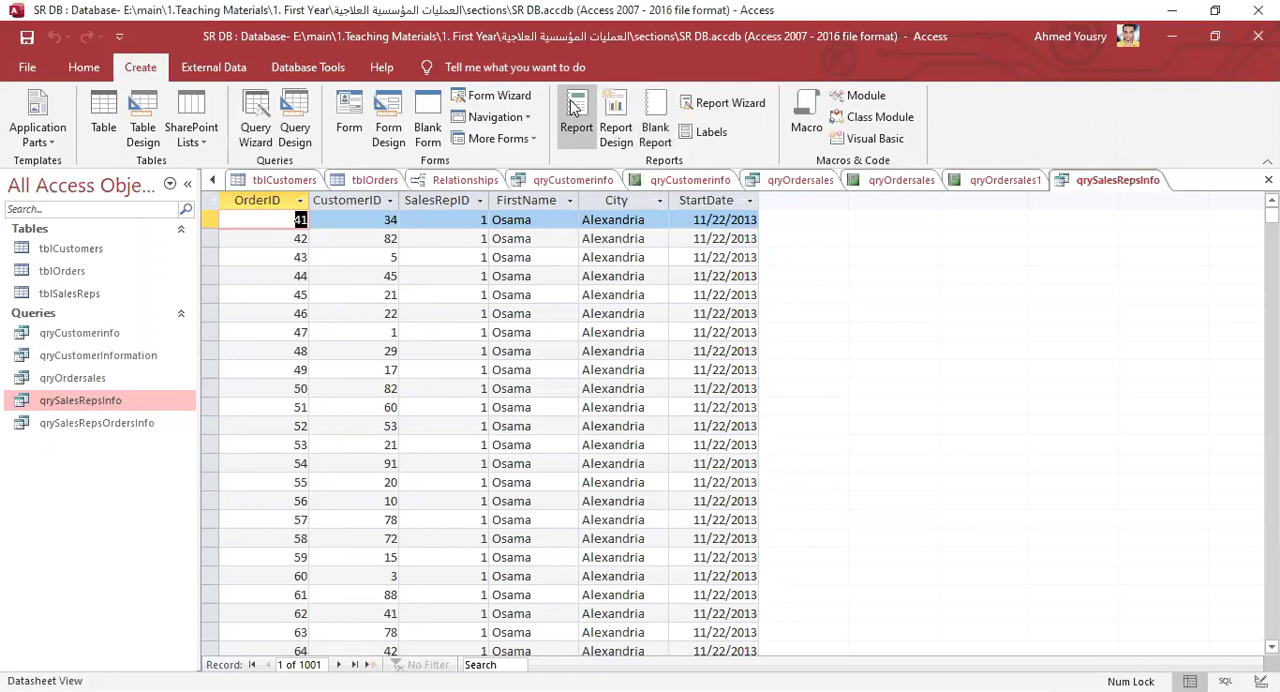 SR DB : Database- E:\main\1.Teaching Materials\1. First Year\العمليات المؤسسية العلاجية\sections\SR DB.accdb (Access 2007 - 2016 file format) - Access
SR DB : Database- E:\main\1.Teaching Materials\1. First Year\العمليات المؤسسية العلاجية\sections\SR DB.accdb (Access 2007 - 2016 file format) - Access
Ahmed Yousry
File Home Create External Data Database Tools Help Tell me what you want to do
Application Parts Templates
Table Table Design SharePoint Lists Tables
Query Wizard Query Design Queries
Form Form Design Blank Form Form Wizard Navigation More Forms Forms
Report Report Design Blank Report Report Wizard Labels Reports
Macro Module Class Module Visual Basic Macros & Code
All Access Obje...
Search...
Tables
tblCustomers
tblOrders
tblSalesReps
Queries
qryCustomerinfo
qryCustomerInformation
qryOrdersales
qrySalesRepsInfo
qrySalesRepsOrdersInfo
tblCustomers tblOrders Relationships qryCustomerinfo qryCustomerinfo qryOrdersales qryOrdersales qryOrdersales1 qrySalesRepsInfo
OrderID CustomerID SalesRepID FirstName City StartDate
41 34 1 Osama Alexandria 11/22/2013
42 82 1 Osama Alexandria 11/22/2013
43 5 1 Osama Alexandria 11/22/2013
44 45 1 Osama Alexandria 11/22/2013
45 21 1 Osama Alexandria 11/22/2013
46 22 1 Osama Alexandria 11/22/2013
47 1 1 Osama Alexandria 11/22/2013
48 29 1 Osama Alexandria 11/22/2013
49 17 1 Osama Alexandria 11/22/2013
50 82 1 Osama Alexandria 11/22/2013
51 60 1 Osama Alexandria 11/22/2013
52 53 1 Osama Alexandria 11/22/2013
53 21 1 Osama Alexandria 11/22/2013
54 91 1 Osama Alexandria 11/22/2013
55 20 1 Osama Alexandria 11/22/2013
56 10 1 Osama Alexandria 11/22/2013
57 78 1 Osama Alexandria 11/22/2013
58 72 1 Osama Alexandria 11/22/2013
59 15 1 Osama Alexandria 11/22/2013
60 3 1 Osama Alexandria 11/22/2013
61 88 1 Osama Alexandria 11/22/2013
62 41 1 Osama Alexandria 11/22/2013
63 78 1 Osama Alexandria 11/22/2013
64 42 1 Osama Alexandria 11/22/2013
Record: 1 of 1001 No Filter Search
Datasheet View Num Lock SQL